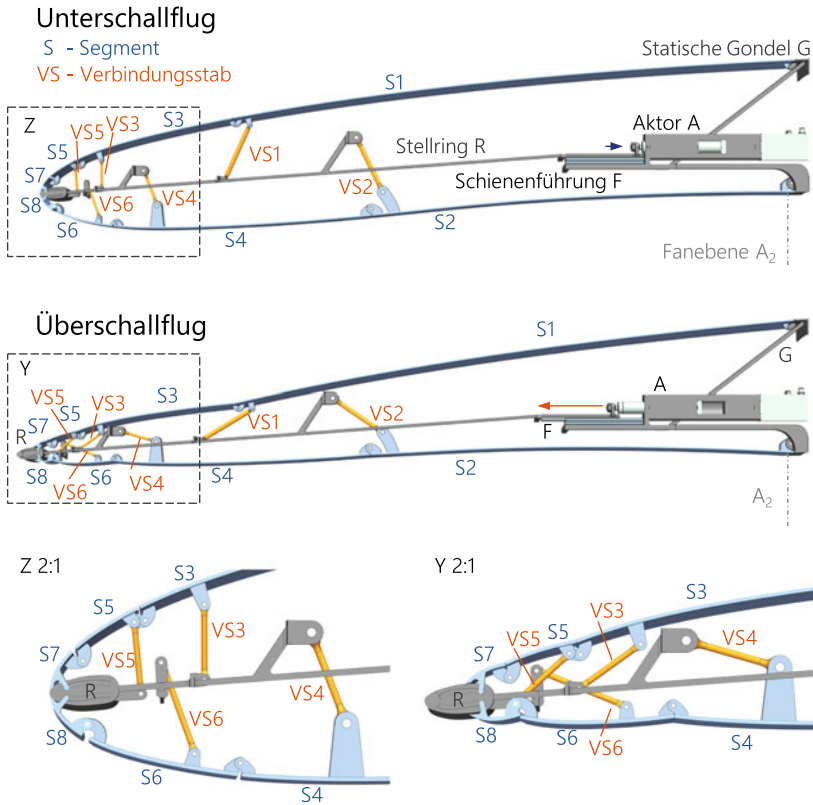 Unterschallflug
S - Segment
VS - Verbindungsstab
Statische Gondel G
S1
Z
S3
VS3
VS5
S5
S7
S8
VS6
S6
VS4
VS1
S4
VS2
Stellring R
Aktor A
Schienenführung F
S2
Fanebene A₂
Überschallflug
S1
Y
S3
VS5
S5
VS3
S7
R
S8
VS6
S6
VS4
VS1
S4
VS2
A
G
F
S2
A₂
Z 2:1
S3
S5
S7
VS5
VS3
R
VS4
VS6
S8
S6
S4
Y 2:1
S3
VS3
S5
VS5
S7
VS4
R
S8
S6
VS6
S4